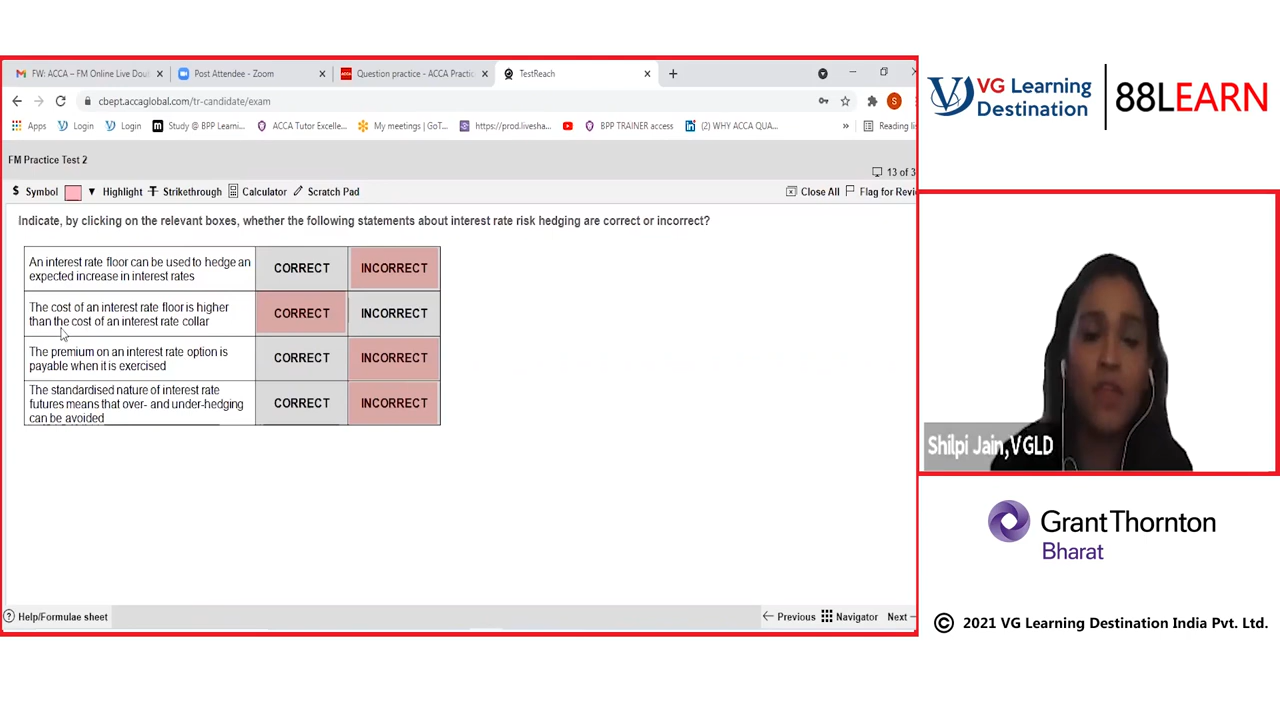 FW: ACCA – FM Online Live Dou
Post Attendee - Zoom
Question practice - ACCA Practic
TestReach
cbept.accaglobal.com/tr-candidate/exam
Apps
Login
Login
Study @ BPP Learni...
ACCA Tutor Excelle...
My meetings | GoT...
https://prod.livesha...
BPP TRAINER access
(2) WHY ACCA QUA...
»
Reading lis
FM Practice Test 2
13 of 3
$ Symbol
Highlight
Strikethrough
Calculator
Scratch Pad
Close All
Flag for Revie
Indicate, by clicking on the relevant boxes, whether the following statements about interest rate risk hedging are correct or incorrect?
An interest rate floor can be used to hedge an
expected increase in interest rates
CORRECT
INCORRECT
The cost of an interest rate floor is higher
than the cost of an interest rate collar
CORRECT
INCORRECT
The premium on an interest rate option is
payable when it is exercised
CORRECT
INCORRECT
The standardised nature of interest rate
futures means that over- and under-hedging
can be avoided
CORRECT
INCORRECT
Help/Formulae sheet
Previous
Navigator
Next
VG Learning
Destination
88LEARN
Shilpi Jain,VGLD
Grant Thornton
Bharat
© 2021 VG Learning Destination India Pvt. Ltd.